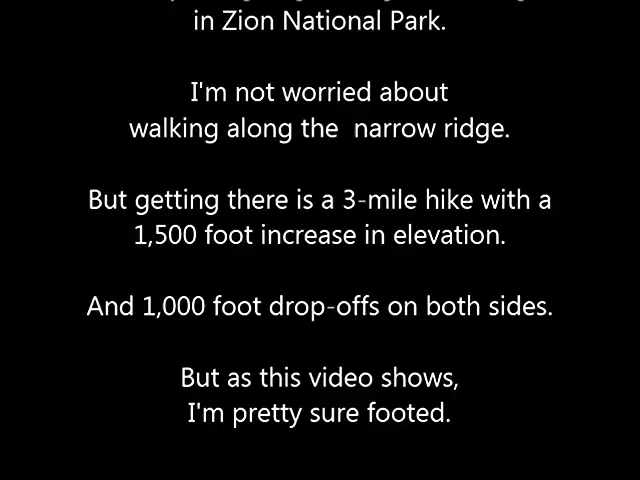 in Zion National Park.
I'm not worried about
walking along the  narrow ridge.
But getting there is a 3-mile hike with a
1,500 foot increase in elevation.
And 1,000 foot drop-offs on both sides.
But as this video shows,
I'm pretty sure footed.